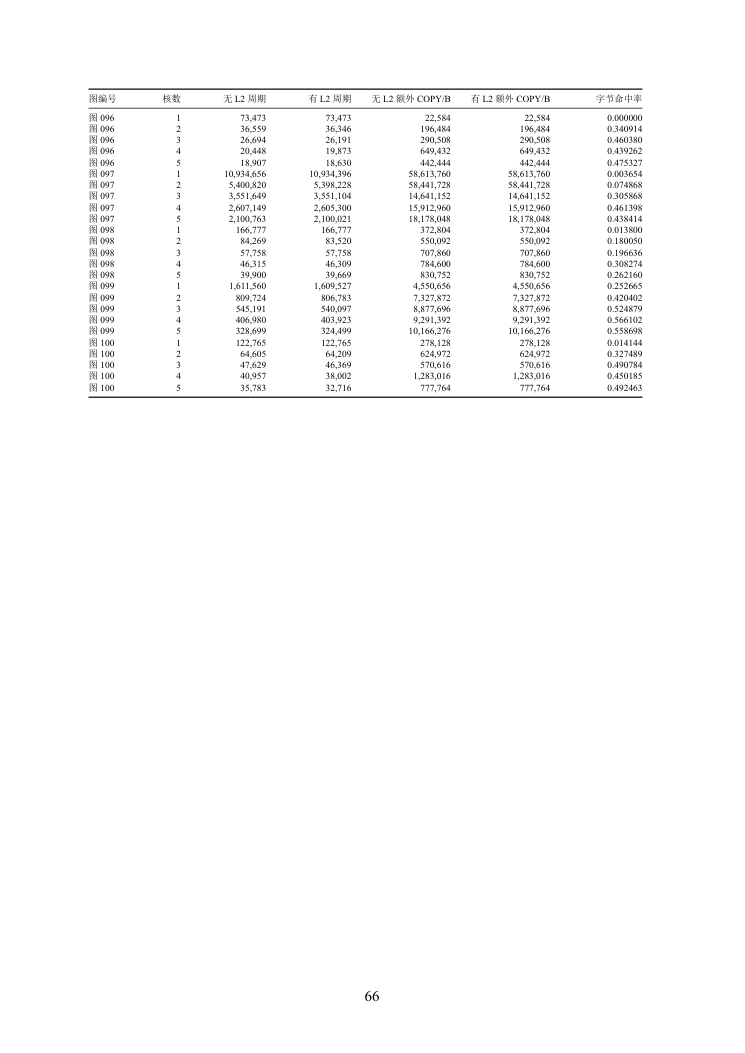 图编号 核数 无 L2 周期 有 L2 周期 无 L2 额外 COPY/B 有 L2 额外 COPY/B 字节命中率
图 096 1 73,473 73,473 22,584 22,584 0.000000
图 096 2 36,559 36,346 196,484 196,484 0.340914
图 096 3 26,694 26,191 290,508 290,508 0.460380
图 096 4 20,448 19,873 649,432 649,432 0.439262
图 096 5 18,907 18,630 442,444 442,444 0.475327
图 097 1 10,934,656 10,934,396 58,613,760 58,613,760 0.003654
图 097 2 5,400,820 5,398,228 58,441,728 58,441,728 0.074868
图 097 3 3,551,649 3,551,104 14,641,152 14,641,152 0.305868
图 097 4 2,607,149 2,605,300 15,912,960 15,912,960 0.461398
图 097 5 2,100,763 2,100,021 18,178,048 18,178,048 0.438414
图 098 1 166,777 166,777 372,804 372,804 0.013800
图 098 2 84,269 83,520 550,092 550,092 0.180050
图 098 3 57,758 57,758 707,860 707,860 0.196636
图 098 4 46,315 46,309 784,600 784,600 0.308274
图 098 5 39,900 39,669 830,752 830,752 0.262160
图 099 1 1,611,560 1,609,527 4,550,656 4,550,656 0.252665
图 099 2 809,724 806,783 7,327,872 7,327,872 0.420402
图 099 3 545,191 540,097 8,877,696 8,877,696 0.524879
图 099 4 406,980 403,923 9,291,392 9,291,392 0.566102
图 099 5 328,699 324,499 10,166,276 10,166,276 0.558698
图 100 1 122,765 122,765 278,128 278,128 0.014144
图 100 2 64,605 64,209 624,972 624,972 0.327489
图 100 3 47,629 46,369 570,616 570,616 0.490784
图 100 4 40,957 38,002 1,283,016 1,283,016 0.450185
图 100 5 35,783 32,716 777,764 777,764 0.492463
66